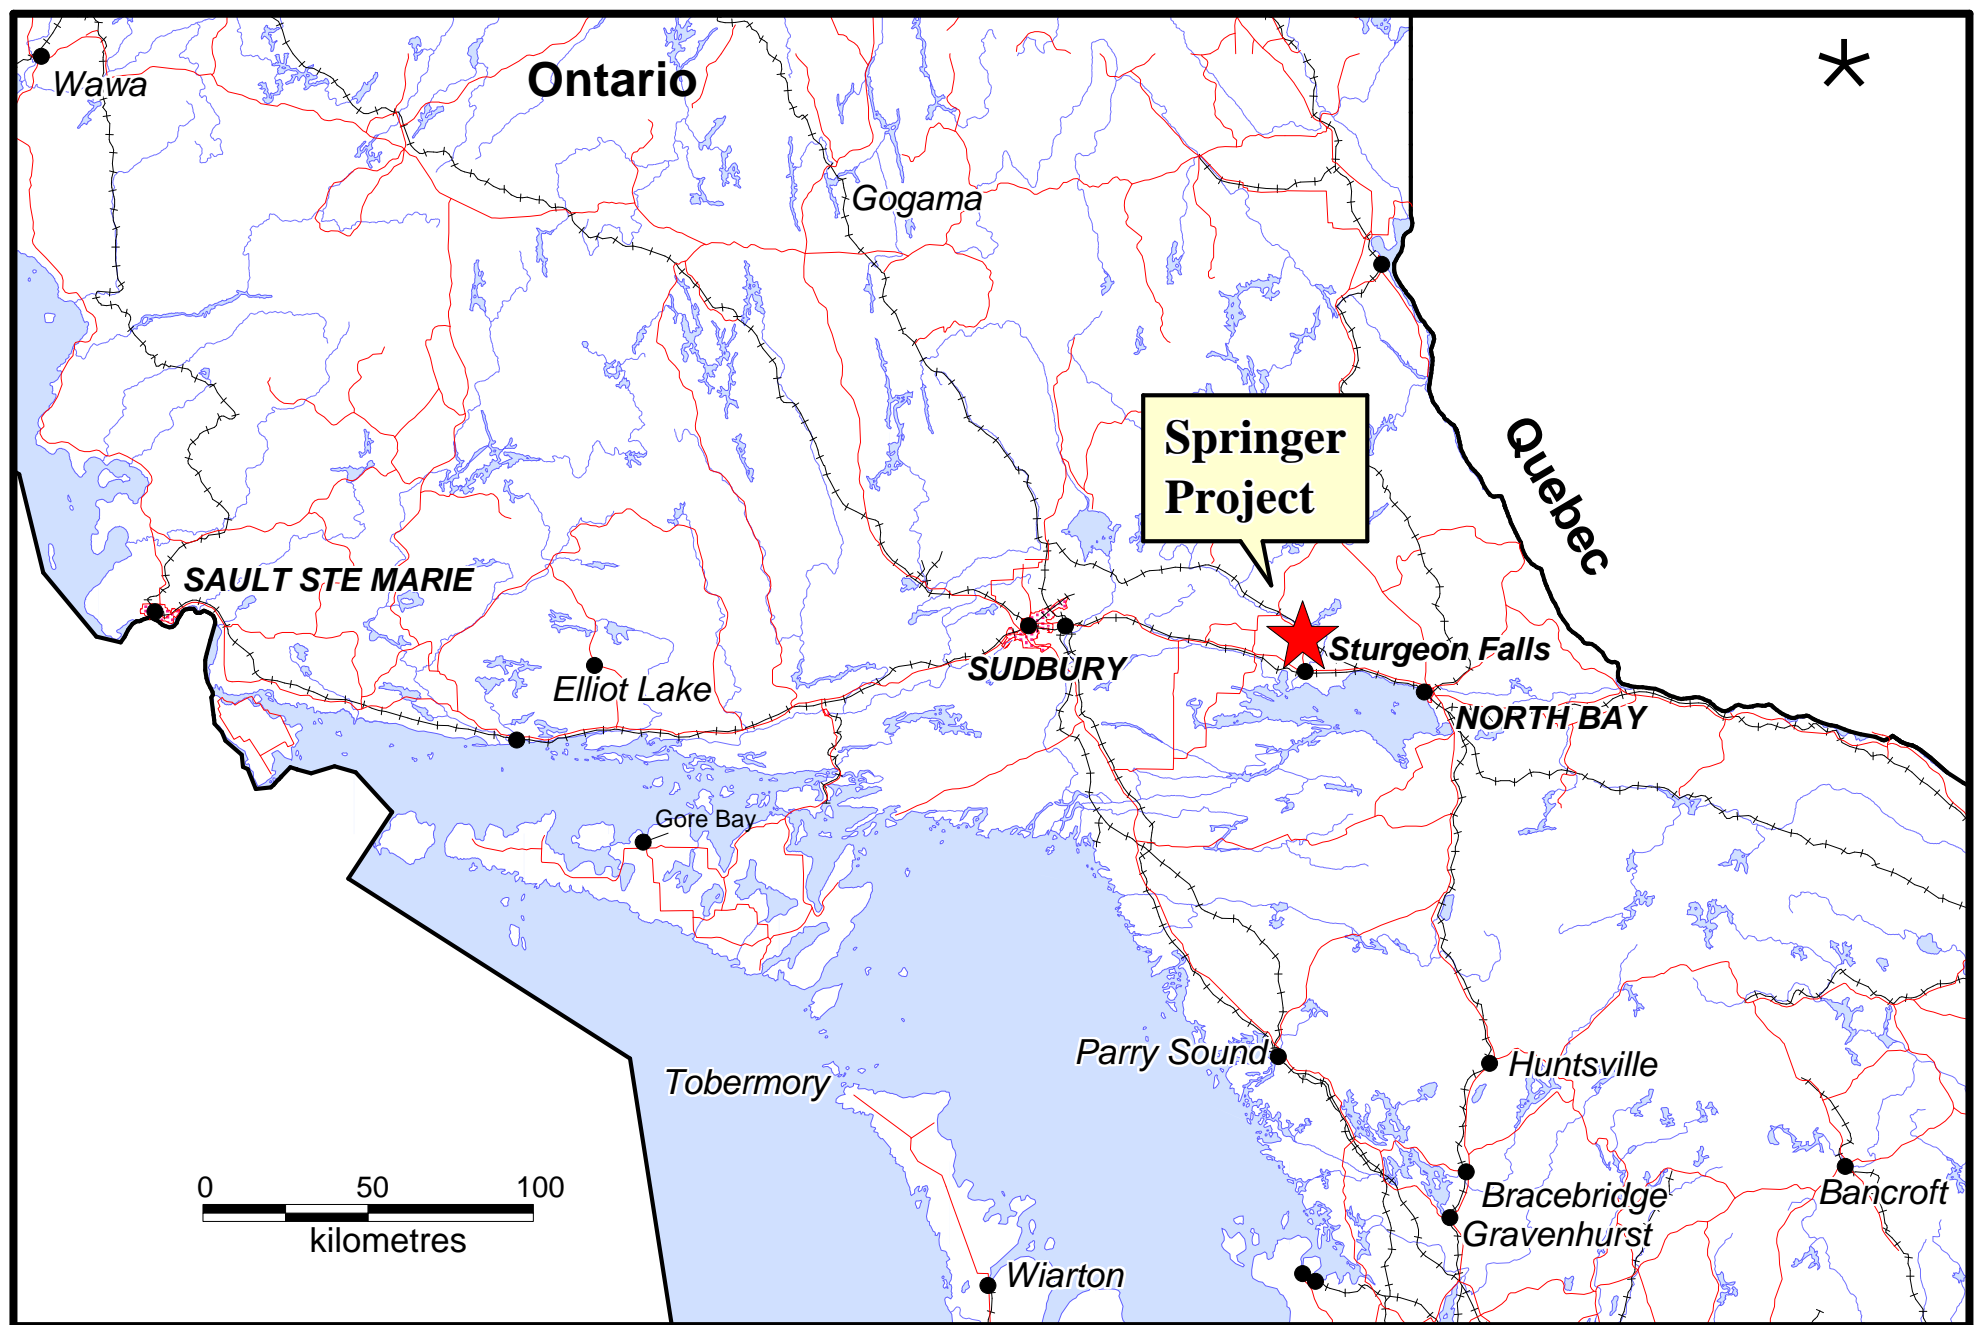 Wawa
Ontario
Gogama
Springer
Project
Quebec
SAULT STE MARIE
Elliot Lake
SUDBURY
Sturgeon Falls
NORTH BAY
Gore Bay
Parry Sound
Huntsville
Tobermory
0 50 100
kilometres
Bracebridge
Bancroft
Gravenhurst
Wiarton